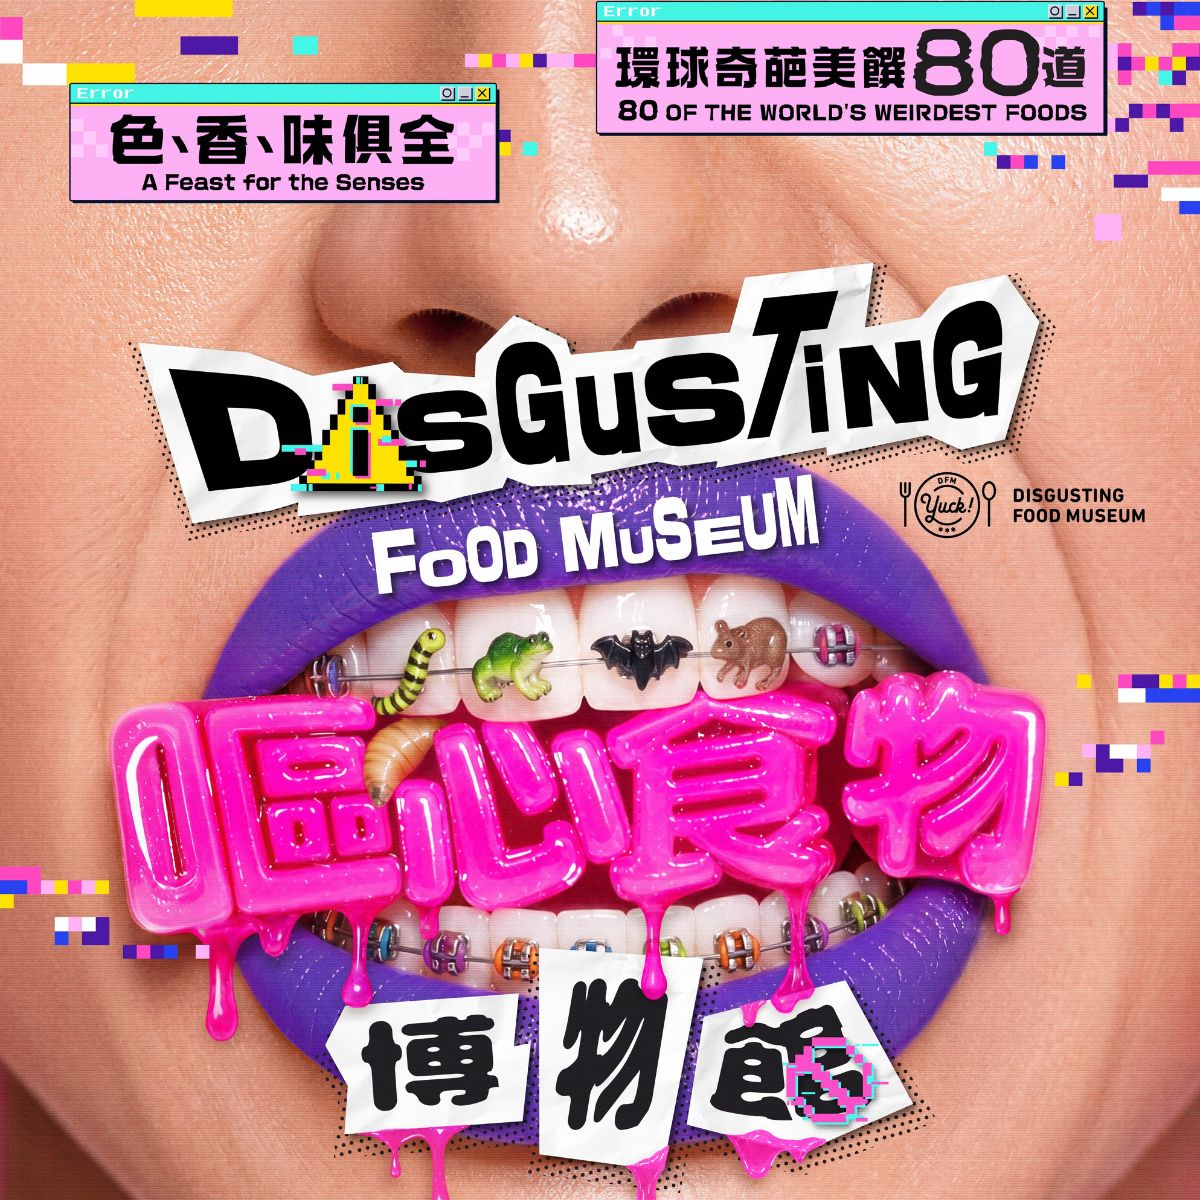 Error
環球奇葩美饌80道
80 OF THE WORLD'S WEIRDEST FOODS
Error
色、香、味俱全
A Feast for the Senses
DiSGuSTiNG
FOOD MUSEUM
DFM
Yuck!
DISGUSTING
FOOD MUSEUM
嘔心食物
博物館